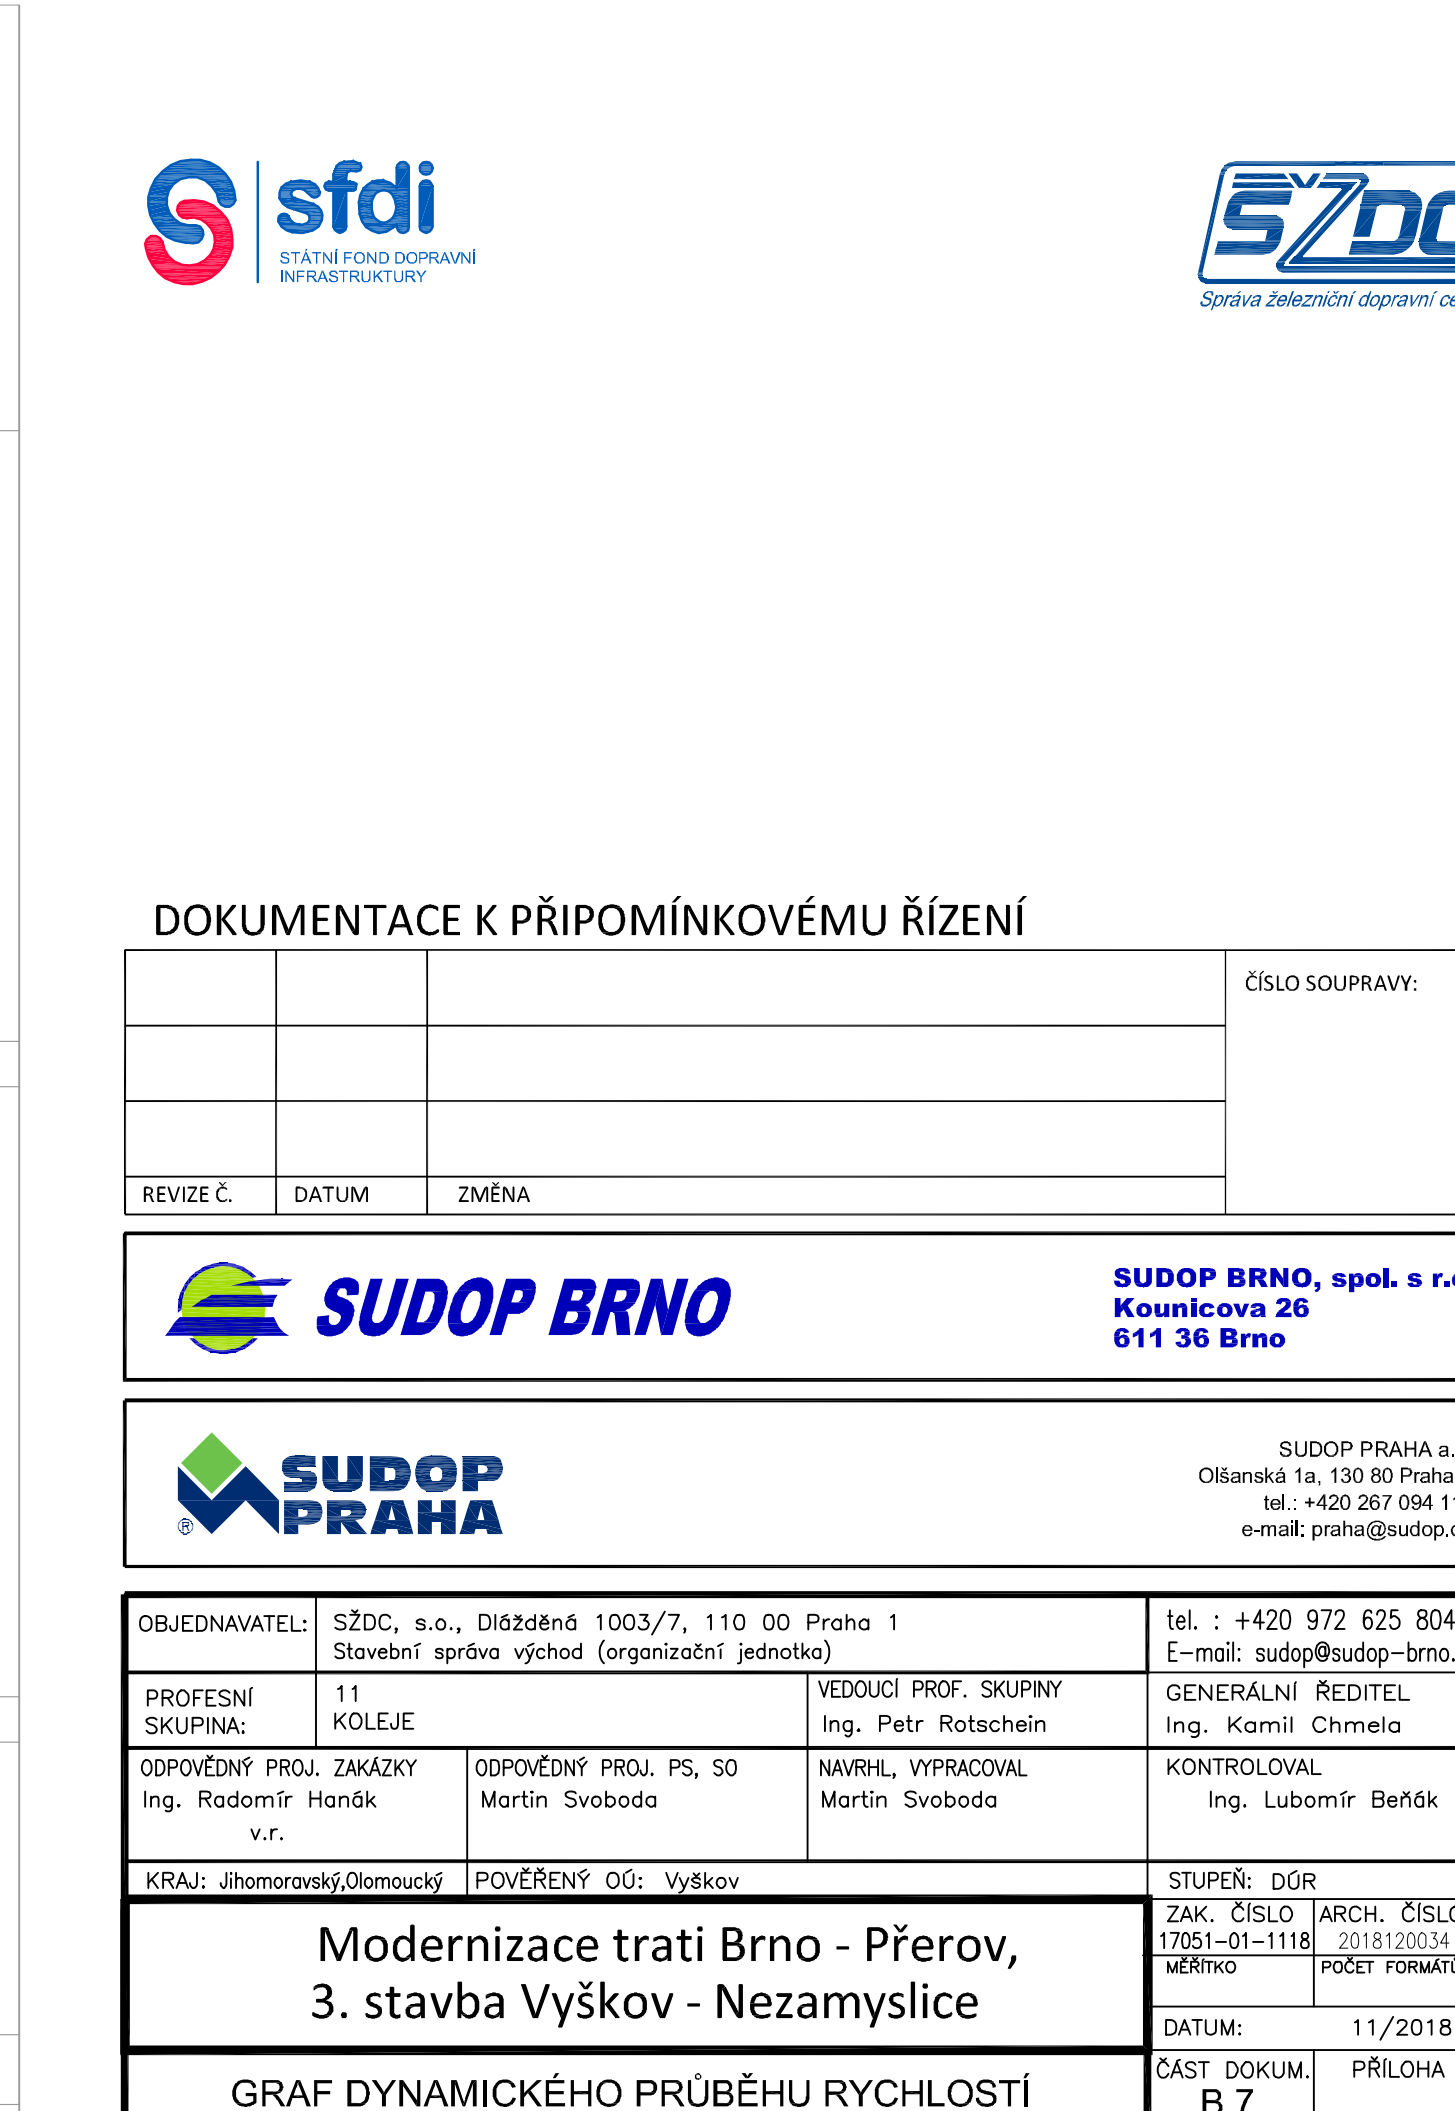 sfdi
STÁTNÍ FOND DOPRAVNÍ
INFRASTRUKTURY
Správa železniční dopravní
DOKUMENTACE K PŘIPOMÍNKOVÉMU ŘÍZENÍ
ČÍSLO SOUPRAVY:
REVIZE Č. DATUM ZMĚNA
SUDOP BRNO
SUDOP BRNO, spol. s r.
Kounicova 26
611 36 Brno
SUDOP
PRAHA
®
SUDOP PRAHA a.
Olšanská 1a, 130 80 Praha
tel.: +420 267 094
e-mail: praha@sudop.
OBJEDNAVATEL: SŽDC, s.o., Dlážděná 1003/7, 110 00 Praha 1
Stavební správa východ (organizační jednotka)
tel. : +420 972 625 804
E-mail: sudop@sudop-brno.
PROFESNÍ
SKUPINA:
11
KOLEJE
VEDOUCÍ PROF. SKUPINY
Ing. Petr Rotschein
GENERÁLNÍ ŘEDITEL
Ing. Kamil Chmela
ODPOVĚDNÝ PROJ. ZAKÁZKY
Ing. Radomír Hanák
v.r.
ODPOVĚDNÝ PROJ. PS, SO
Martin Svoboda
NAVRHL, VYPRACOVAL
Martin Svoboda
KONTROLOVAL
Ing. Lubomír Beňák
KRAJ: Jihomoravský,Olomoucký POVĚŘENÝ OÚ: Vyškov
STUPEŇ: DÚR
Modernizace trati Brno - Přerov,
3. stavba Vyškov - Nezamyslice
ZAK. ČÍSLO
17051-01-1118
ARCH. ČÍSLO
2018120034
MĚŘÍTKO
POČET FORMÁTŮ
DATUM: 11/2018
GRAF DYNAMICKÉHO PRŮBĚHU RYCHLOSTÍ
ČÁST DOKUM.
B.7
PŘÍLOHA